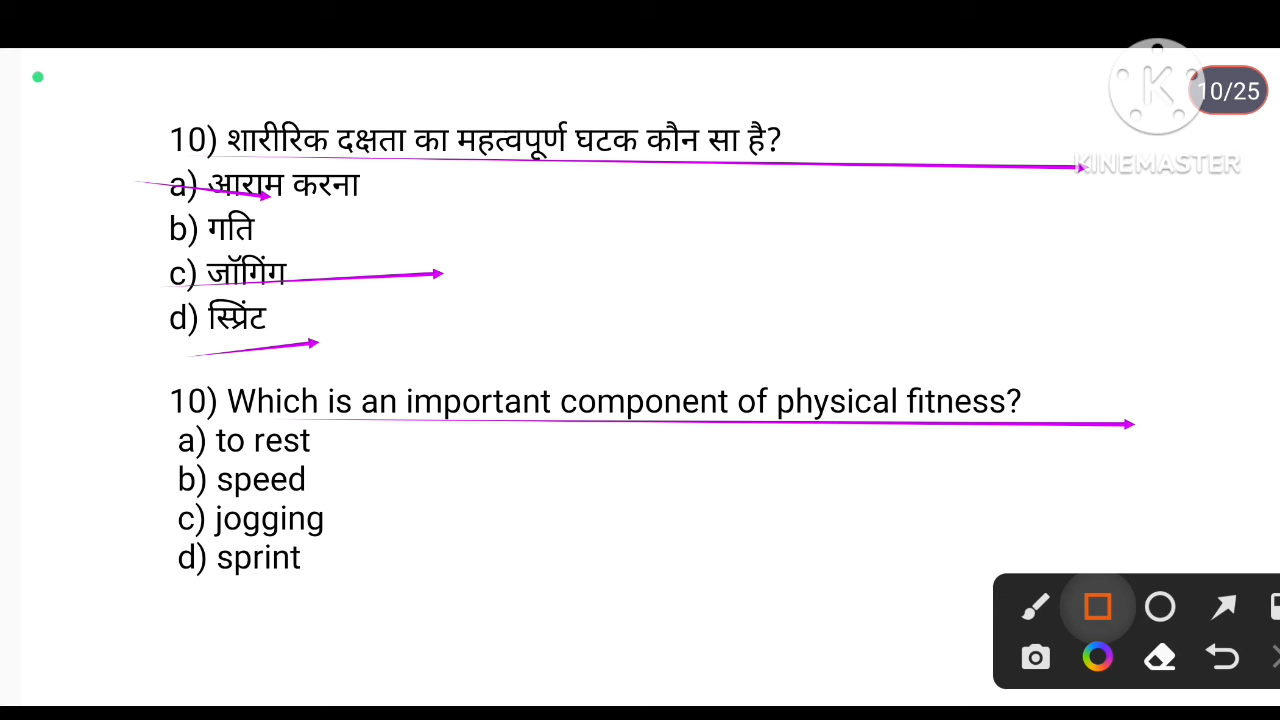 10/25
KINEMASTER
10) शारीरिक दक्षता का महत्वपूर्ण घटक कौन सा है?
a) आराम करना
b) गति
c) जॉगिंग
d) स्प्रिंट
10) Which is an important component of physical fitness?
a) to rest
b) speed
c) jogging
d) sprint